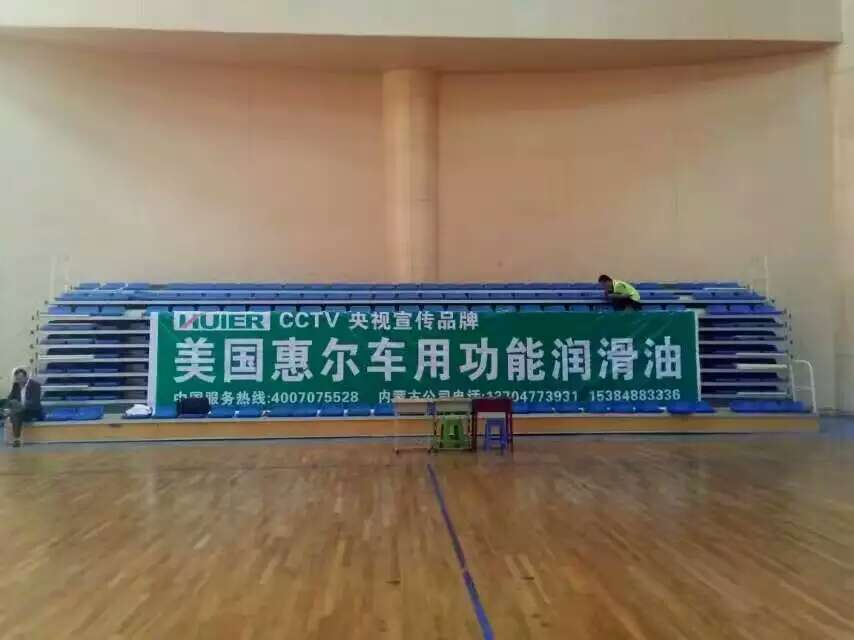 HUIER CCTV 央视宣传品牌
美国惠尔车用功能润滑油
中国服务热线:4007075528 内蒙古公司电话:13704773931 15384883336